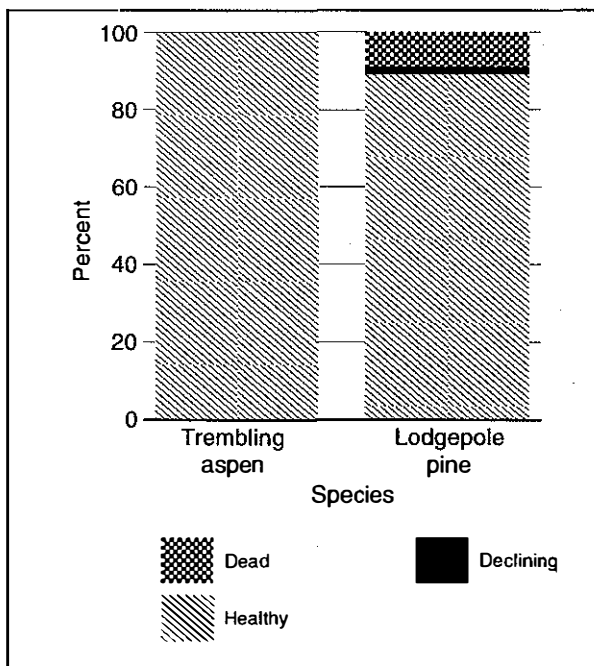 100
80
60
40
20
0
Percent
Trembling
aspen
Lodgepole
pine
Species
Dead
Declining
Healthy